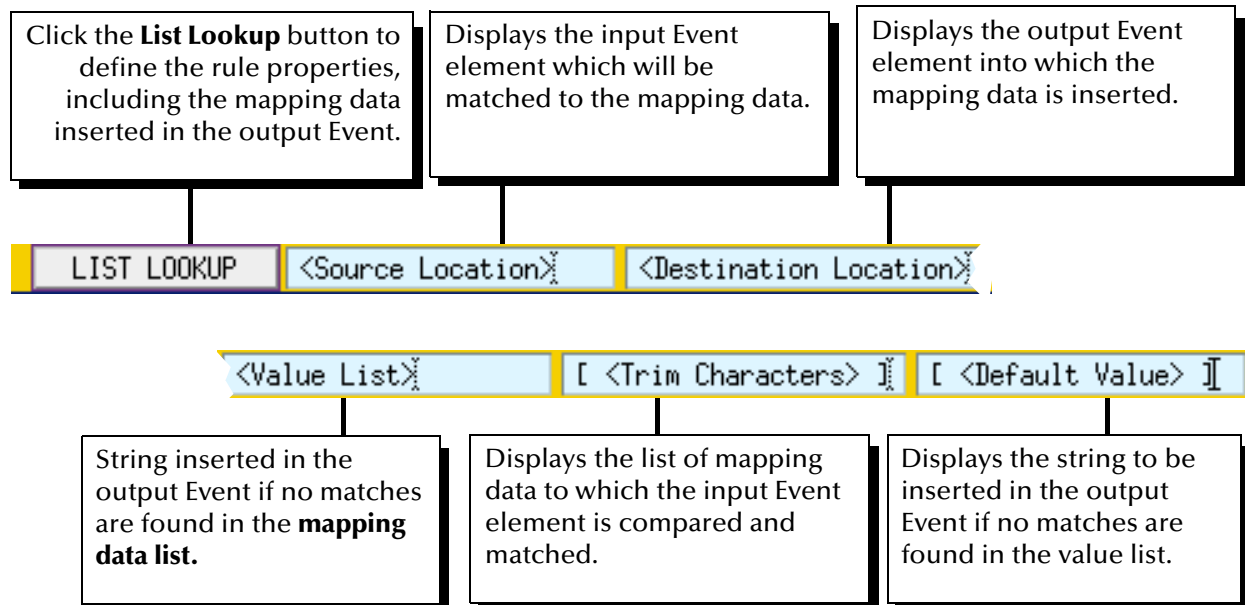 Click the List Lookup button to
define the rule properties,
including the mapping data
inserted in the output Event.
Displays the input Event
element which will be
matched to the mapping data.
Displays the output Event
element into which the
mapping data is inserted.
LIST LOOKUP
<Source Location>
<Destination Location>
<Value List>
[ <Trim Characters> ]
[ <Default Value> ]
String inserted in the
output Event if no matches
are found in the mapping
data list.
Displays the list of mapping
data to which the input Event
element is compared and
matched.
Displays the string to be
inserted in the output
Event if no matches are
found in the value list.